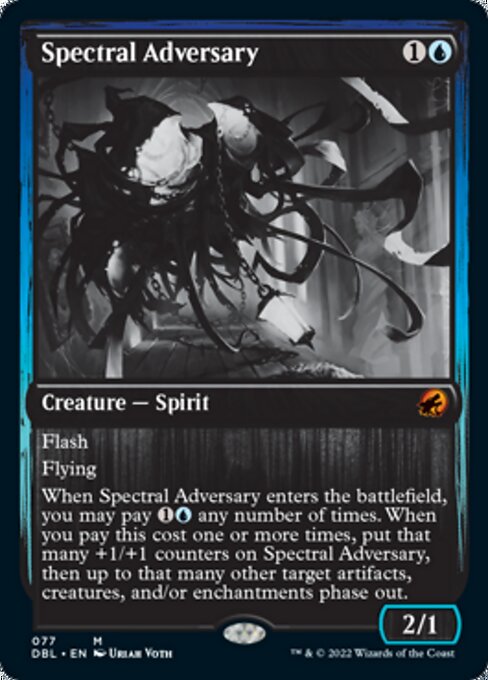 Spectral Adversary 1
Creature — Spirit
Flash
Flying
When Spectral Adversary enters the battlefield,
you may pay 1 any number of times. When
you pay this cost one or more times, put that
many +1/+1 counters on Spectral Adversary,
then up to that many other target artifacts,
creatures, and/or enchantments phase out.
2/1
077 M
DBL • EN Uriah Voth
™ & © 2022 Wizards of the Coast